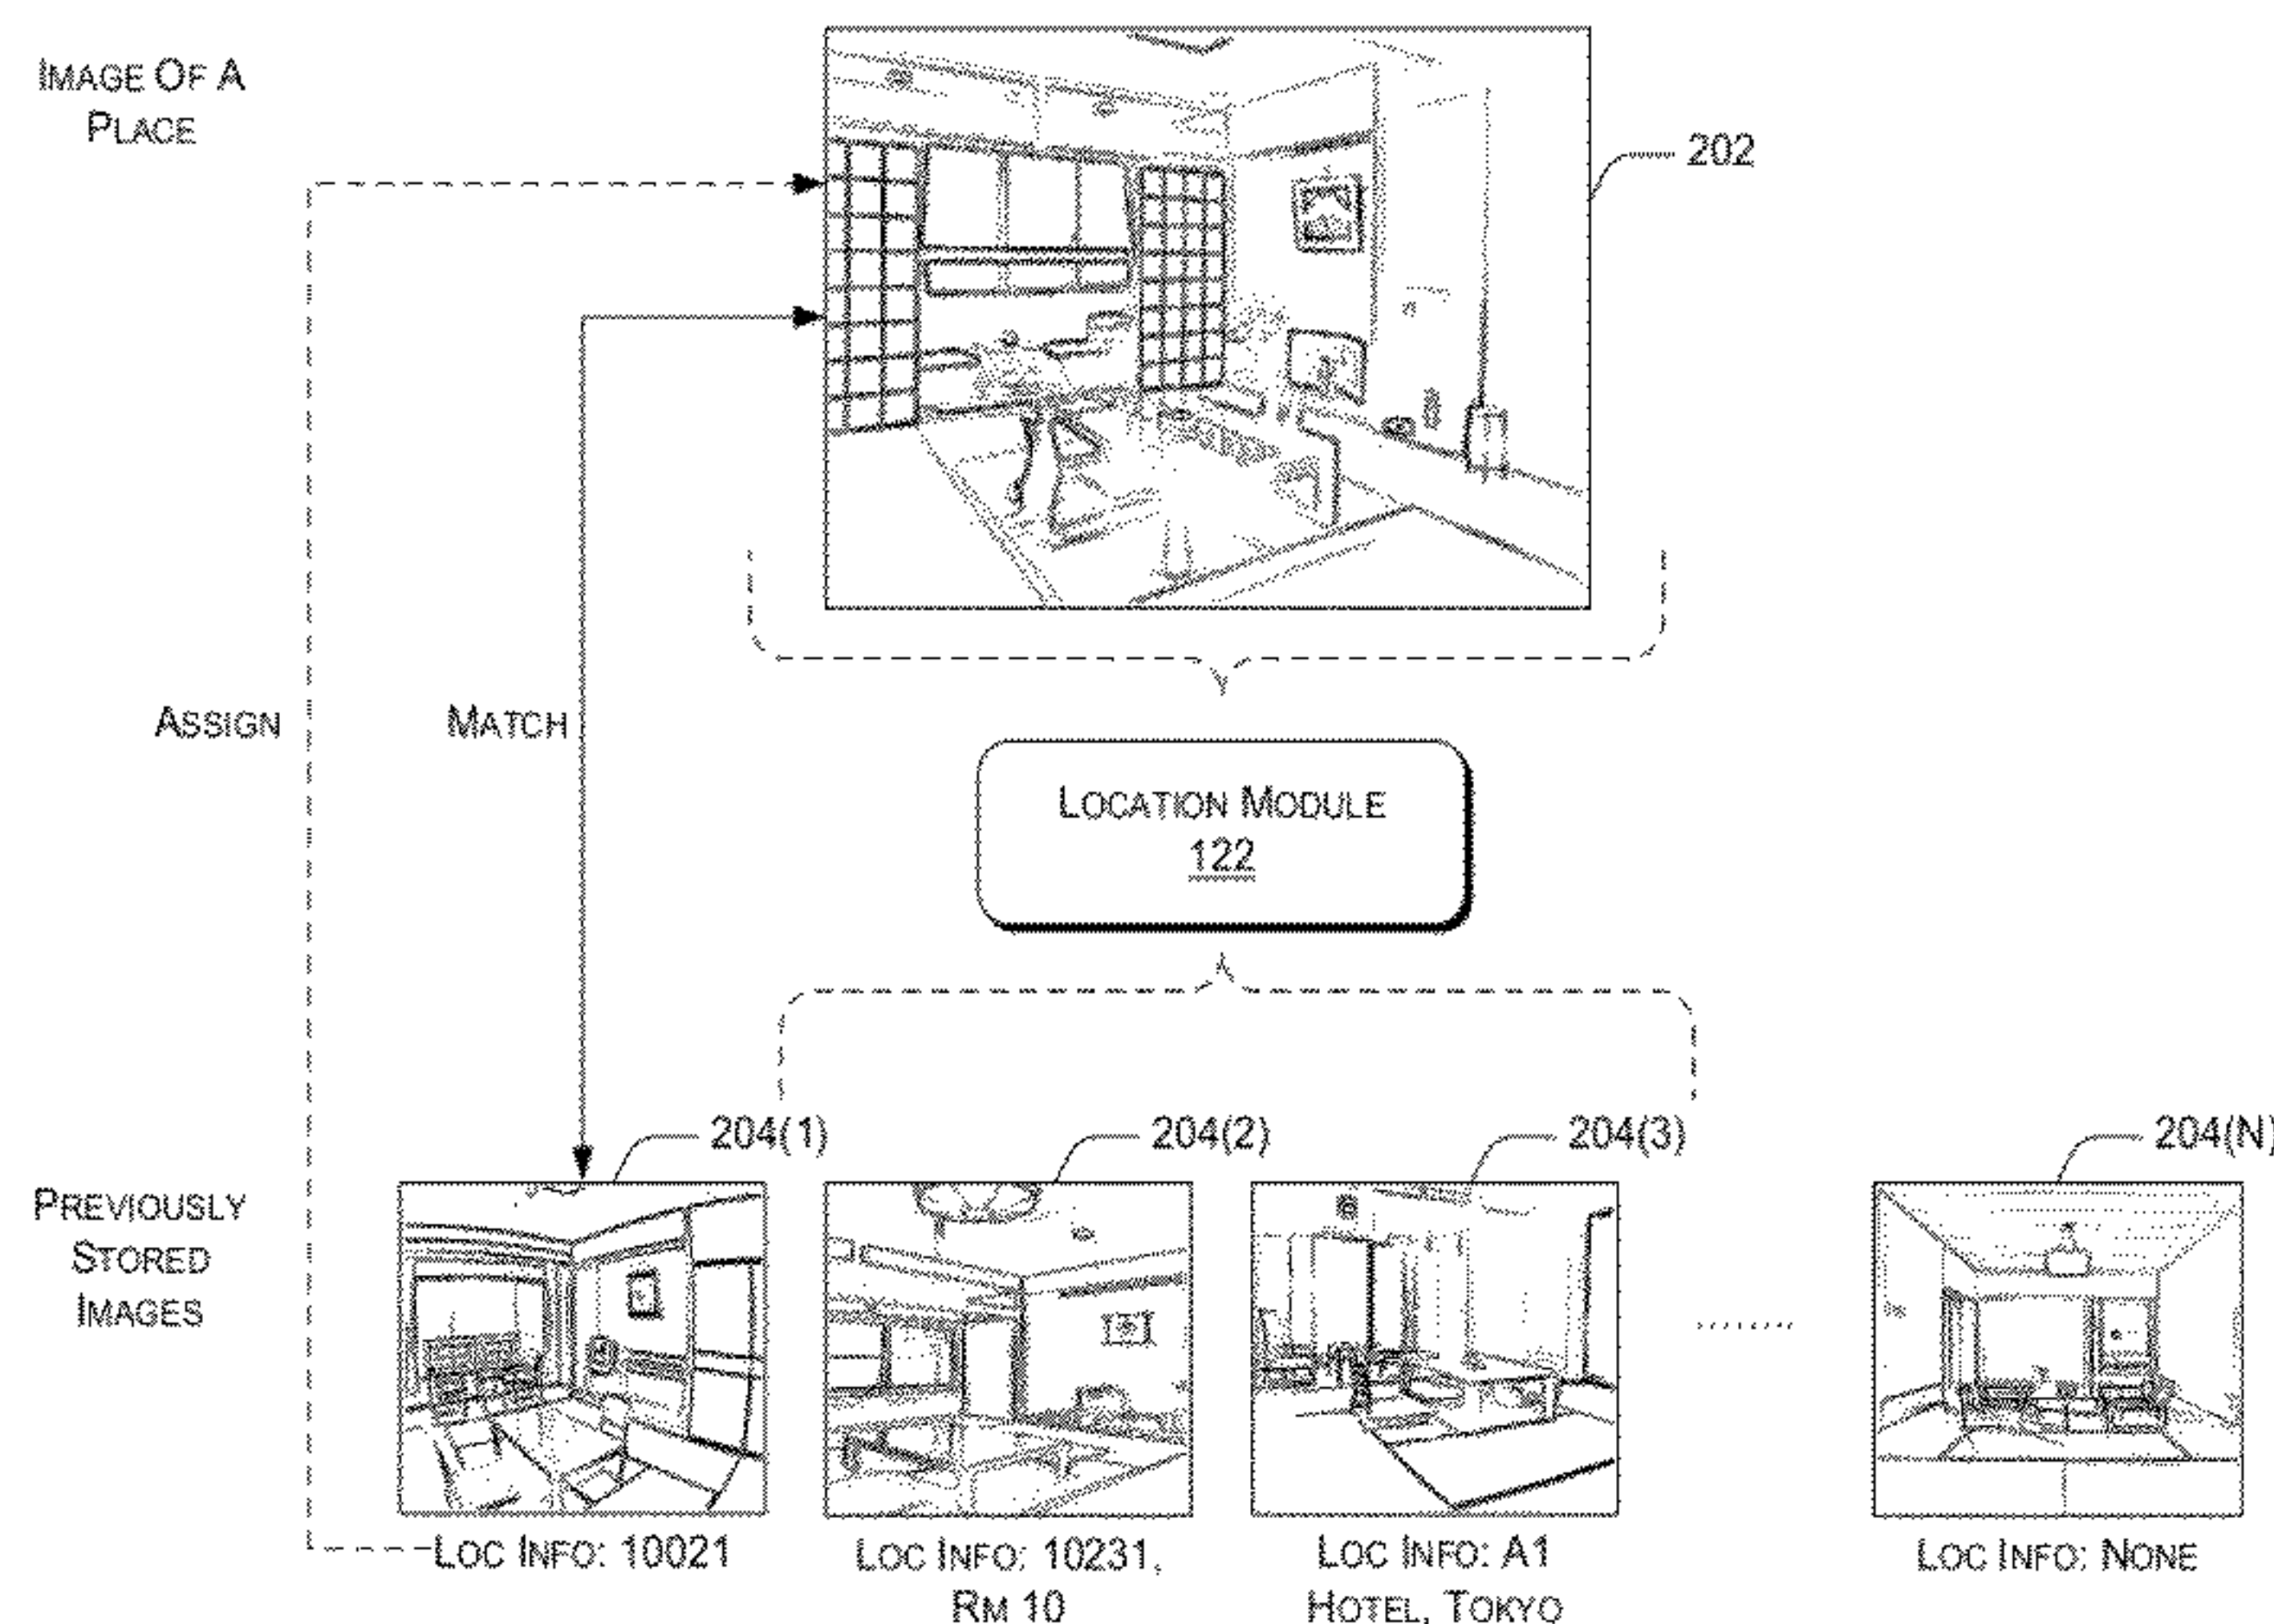 IMAGE OF A
PLACE
202
ASSIGN
MATCH
LOCATION MODULE
122
204(1)
204(2)
204(3)
204(N)
PREVIOUSLY
STORED
IMAGES
LOC INFO: 10021
LOC INFO: 10231,
RM 10
LOC INFO: A1
HOTEL, TOKYO
LOC INFO: NONE